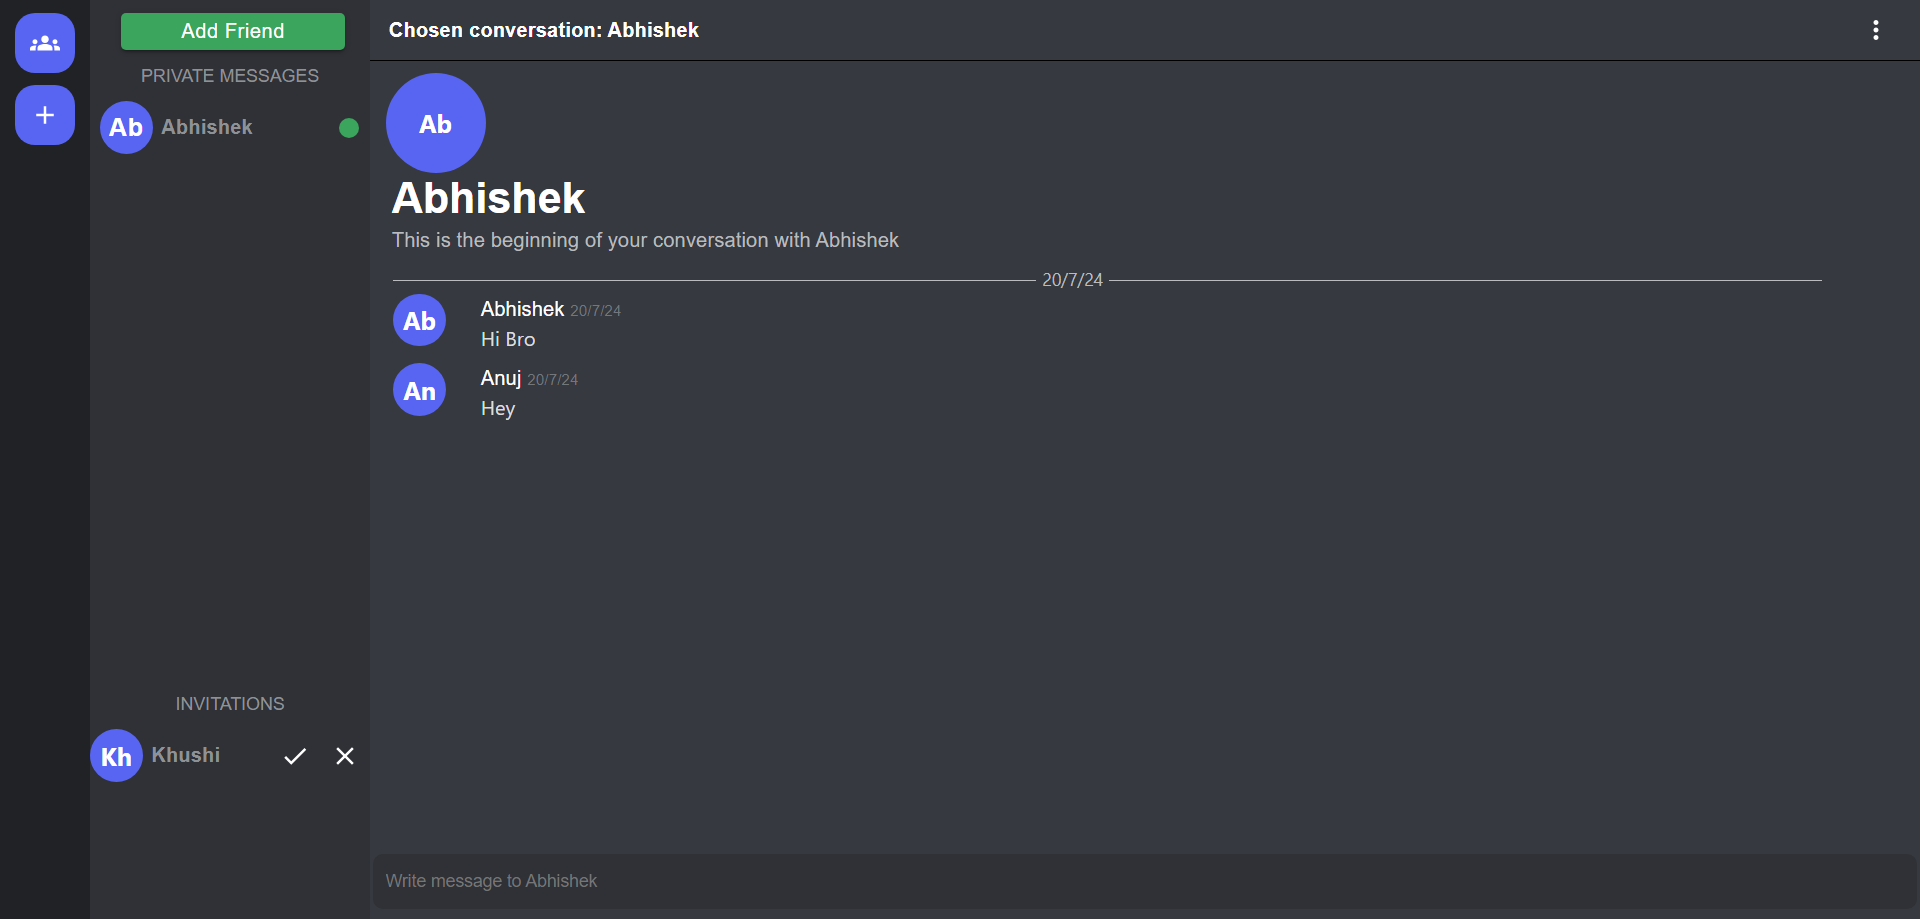 Add Friend
PRIVATE MESSAGES
Ab Abhishek
INVITATIONS
Kh Khushi
Chosen conversation: Abhishek
Ab
Abhishek
This is the beginning of your conversation with Abhishek
20/7/24
Ab Abhishek 20/7/24
Hi Bro
An Anuj 20/7/24
Hey
Write message to Abhishek